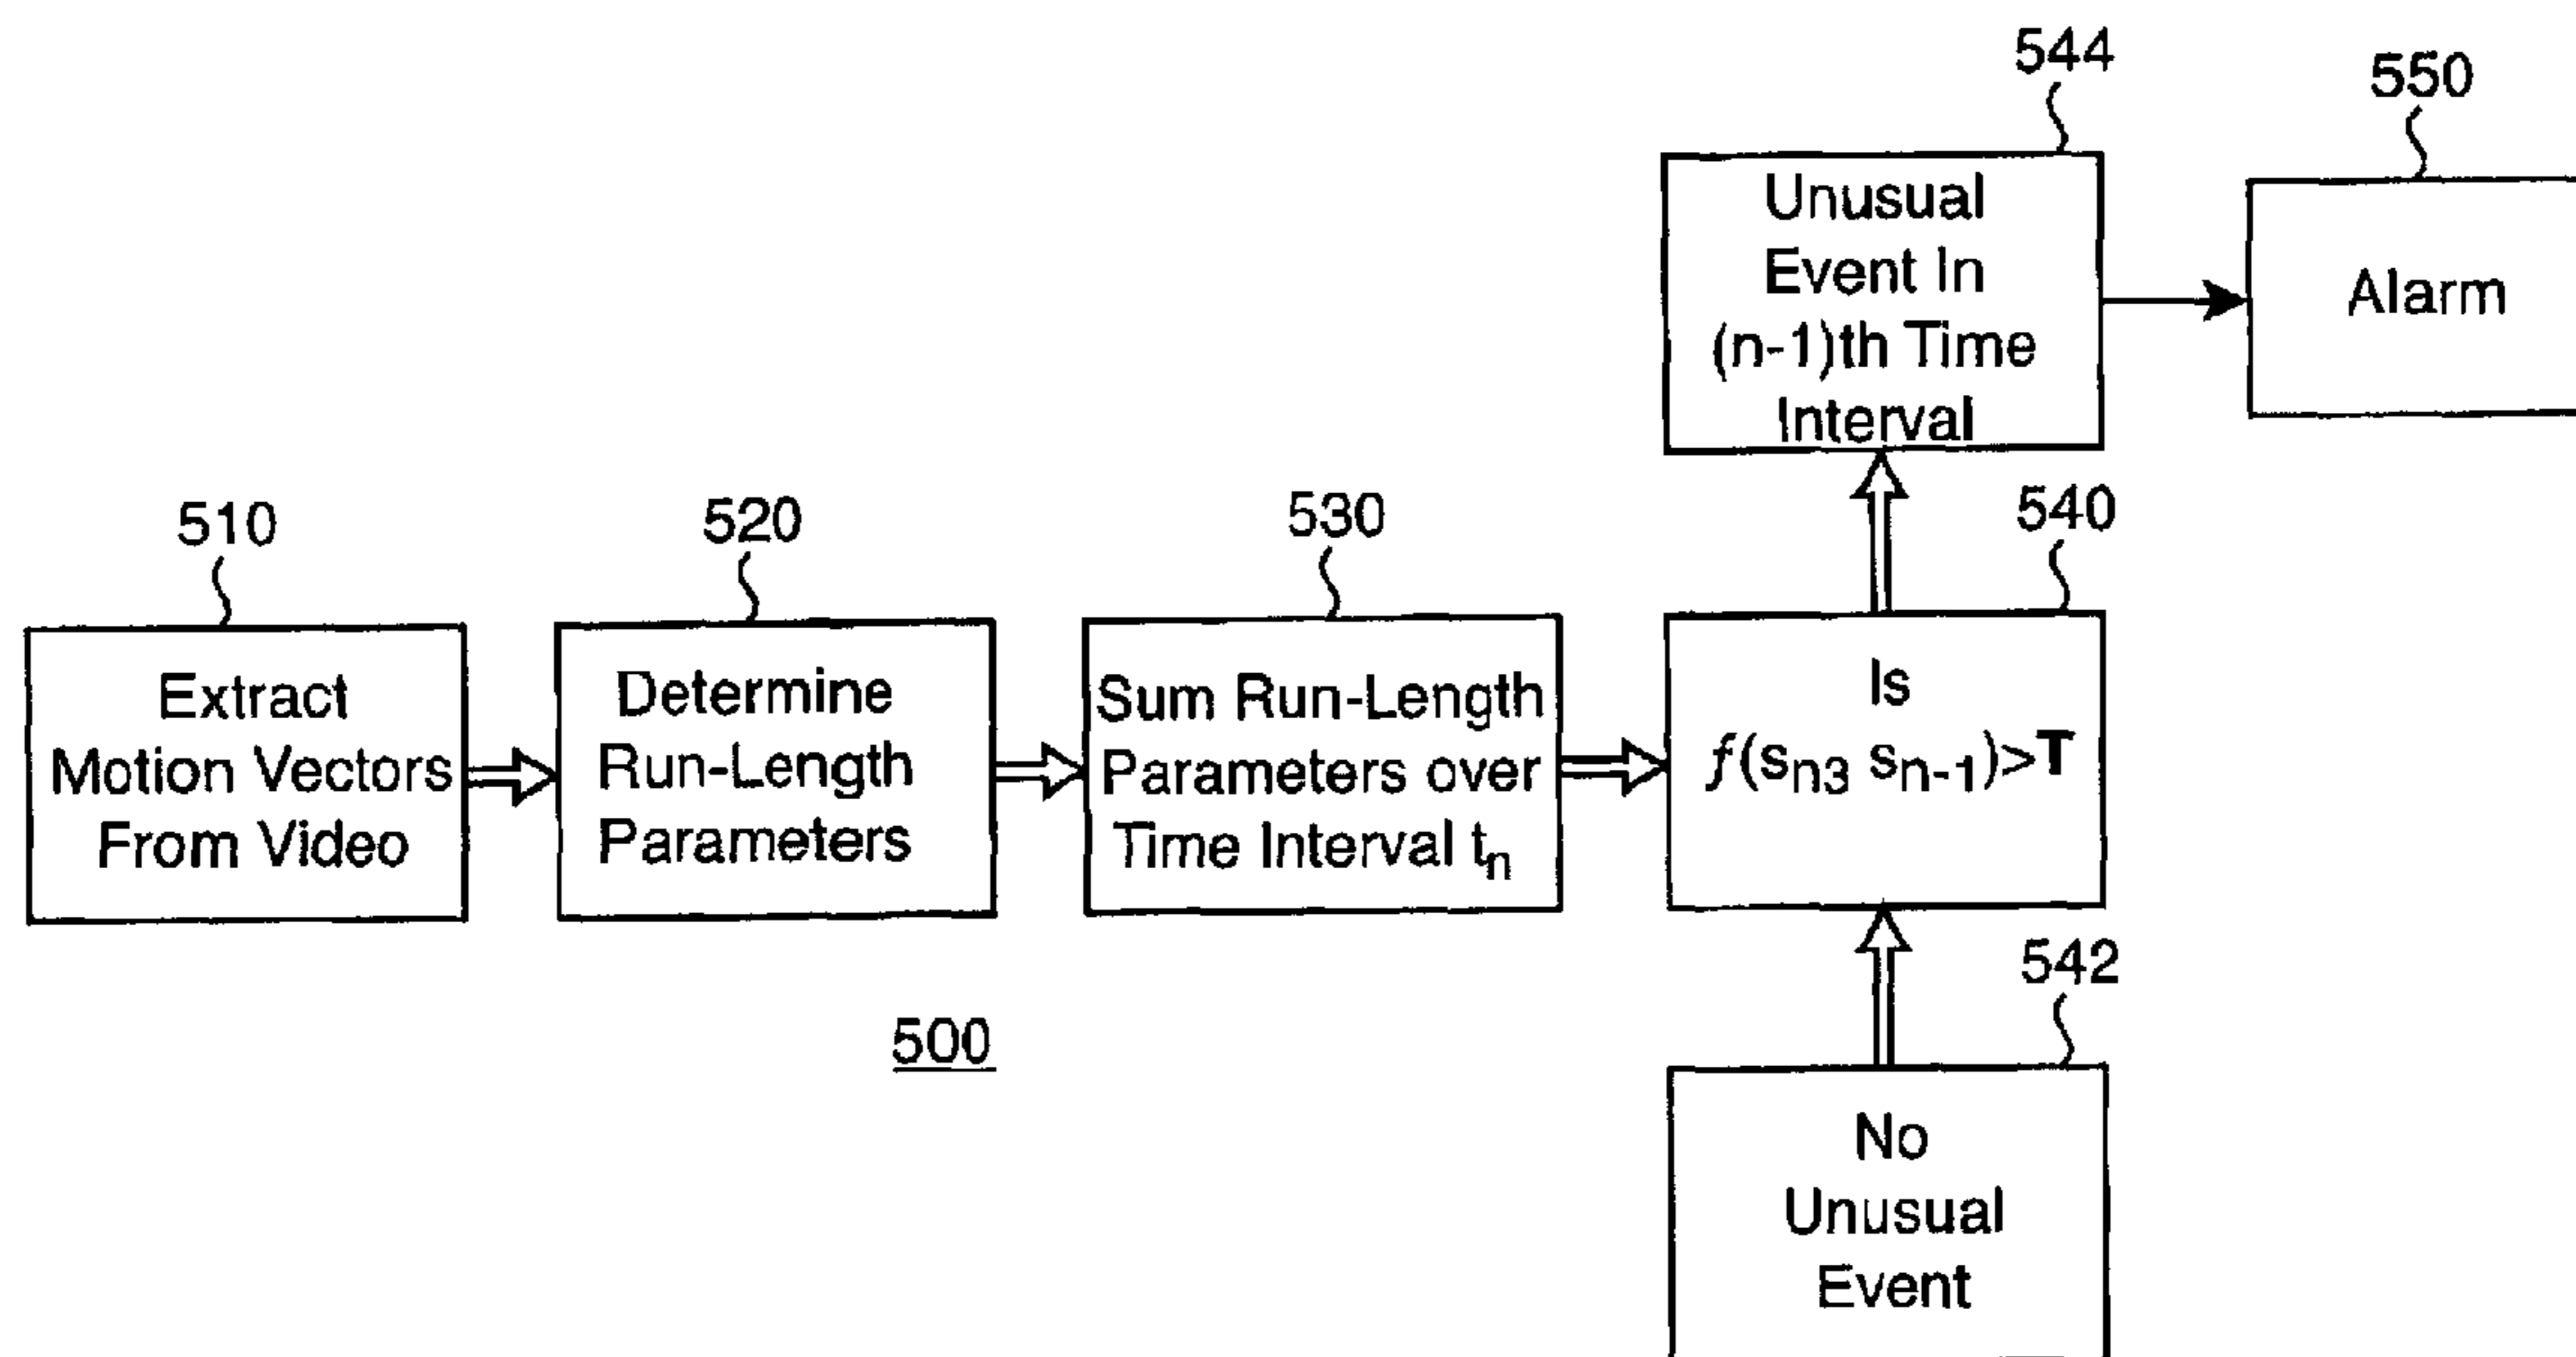 544
550
Unusual
Event In
(n-1)th Time
Interval
Alarm
510
520
530
540
Extract
Motion Vectors
From Video
Determine
Run-Length
Parameters
Sum Run-Length
Parameters over
Time Interval tn
Is
f(sn3 sn-1)>T
542
500
No
Unusual
Event